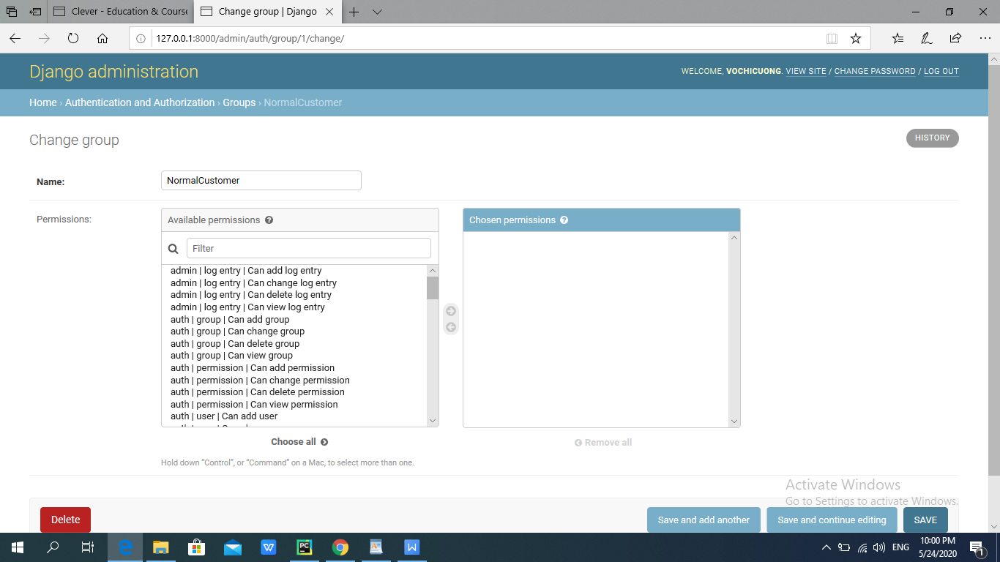 Clever - Education & Course
Change group | Django
127.0.0.1:8000/admin/auth/group/1/change/
Django administration
WELCOME, VOCHICUONG. VIEW SITE / CHANGE PASSWORD / LOG OUT
Home › Authentication and Authorization › Groups › NormalCustomer
Change group
HISTORY
Name:
NormalCustomer
Permissions:
Available permissions
Filter
admin | log entry | Can add log entry
admin | log entry | Can change log entry
admin | log entry | Can delete log entry
admin | log entry | Can view log entry
auth | group | Can add group
auth | group | Can change group
auth | group | Can delete group
auth | group | Can view group
auth | permission | Can add permission
auth | permission | Can change permission
auth | permission | Can delete permission
auth | permission | Can view permission
auth | user | Can add user
Choose all
Chosen permissions
Remove all
Hold down “Control”, or “Command” on a Mac, to select more than one.
Activate Windows
Go to Settings to activate Windows.
Delete
Save and add another
Save and continue editing
SAVE
ENG
10:00 PM
5/24/2020
1